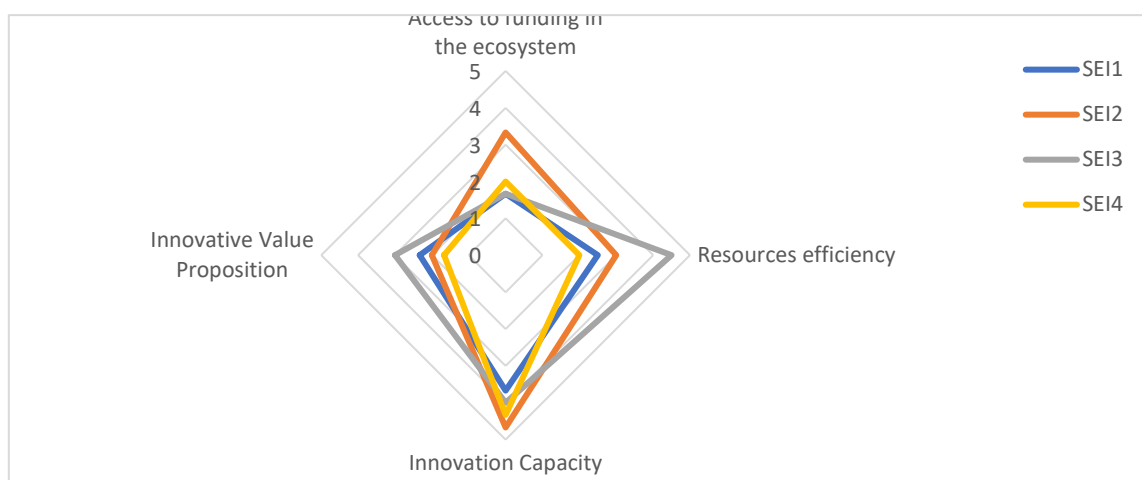 Access to funding in
the ecosystem
5
4
3
2
1
0
Innovative Value
Proposition
Resources efficiency
Innovation Capacity
SEI1
SEI2
SEI3
SEI4